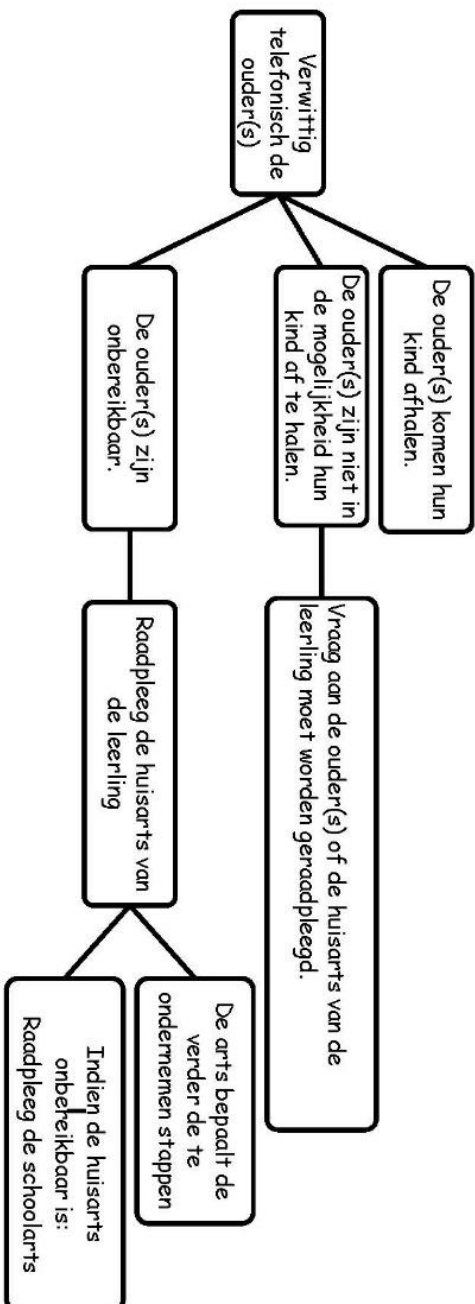 Verwittig
telefonisch de
ouder(s)
De ouder(s) komen hun
kind afhalen.
De ouder(s) zijn niet in
de mogelijkheid hun
kind af te halen.
Vraag aan de ouder(s) of de huisarts van de
leerling moet worden geraadpleegd.
De ouder(s) zijn
onbereikbaar.
Raadpleeg de huisarts van
de leerling
De arts bepaalt de
verder de te
ondernemen stappen
Indien de huisarts
onbereikbaar is:
Raadpleeg de schoolarts